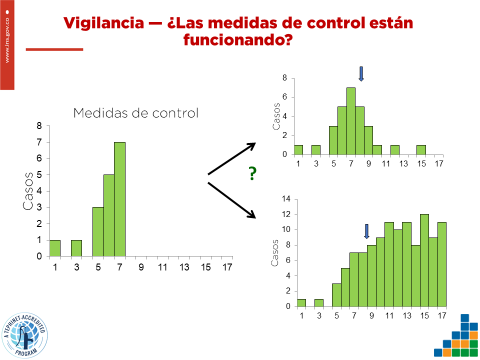 www.ins.gov.co
Vigilancia — ¿Las medidas de control están
funcionando?
Medidas de control
Casos
8
7
6
5
4
3
2
1
0
1 3 5 7 9 11 13 15 17
?
Casos
8
6
4
2
0
1 3 5 7 9 11 13 15 17
Casos
14
12
10
8
6
4
2
0
1 3 5 7 9 11 13 15 17
A TEPHINET ACCREDITED
PROGRAM